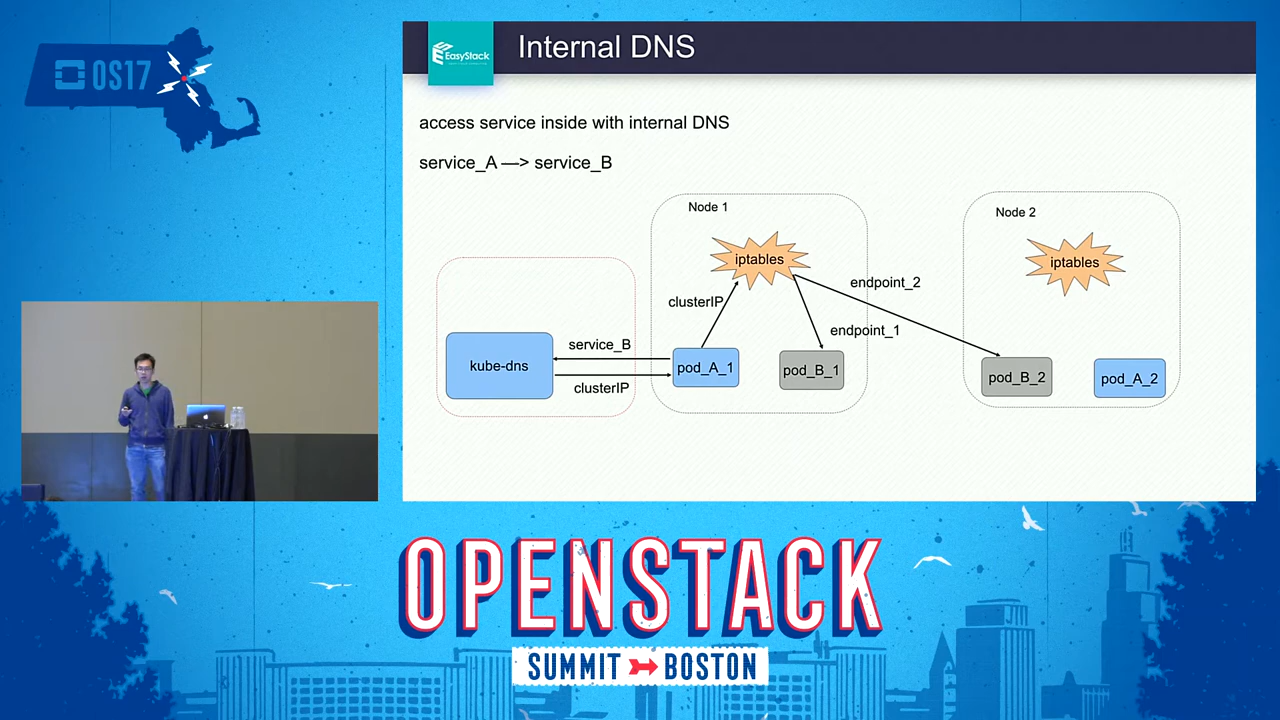 OS17
EasyStack
Internal DNS
access service inside with internal DNS
service_A —> service_B
Node 1
Node 2
iptables
iptables
endpoint_2
clusterIP
endpoint_1
service_B
kube-dns
pod_A_1
pod_B_1
pod_B_2
pod_A_2
clusterIP
OPENSTACK
SUMMIT BOSTON